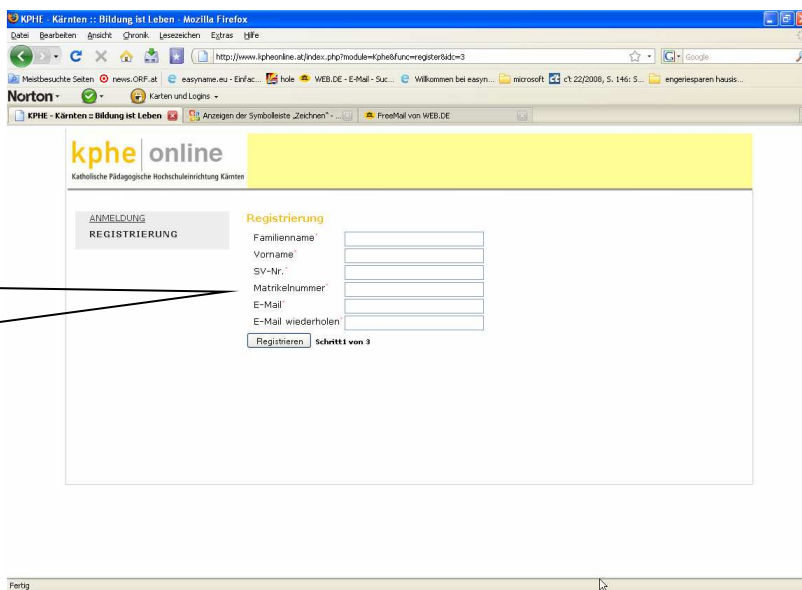 KPHE - Kärnten :: Bildung ist Leben - Mozilla Firefox
Datei Bearbeiten Ansicht Chronik Lesezeichen Extras Hilfe
http://www.kpheonline.at/index.php?module=Kphe&func=register&idc=3
Google
Meistbesuchte Seiten news.ORF.at easyname.eu - Einfac... hole WEB.DE - E-Mail - Suc... Willkommen bei easyn... microsoft c't 22/2008, S. 146: S... engeriesparen hausis...
Norton Karten und Logins
KPHE - Kärnten :: Bildung ist Leben Anzeigen der Symbolleiste „Zeichnen" - ... FreeMail von WEB.DE
kphe online
Katholische Pädagogische Hochschuleinrichtung Kärnten
ANMELDUNG
REGISTRIERUNG
Registrierung
Familienname*
Vorname*
SV-Nr.*
Matrikelnummer*
E-Mail*
E-Mail wiederholen*
Registrieren Schritt1 von 3
Fertig